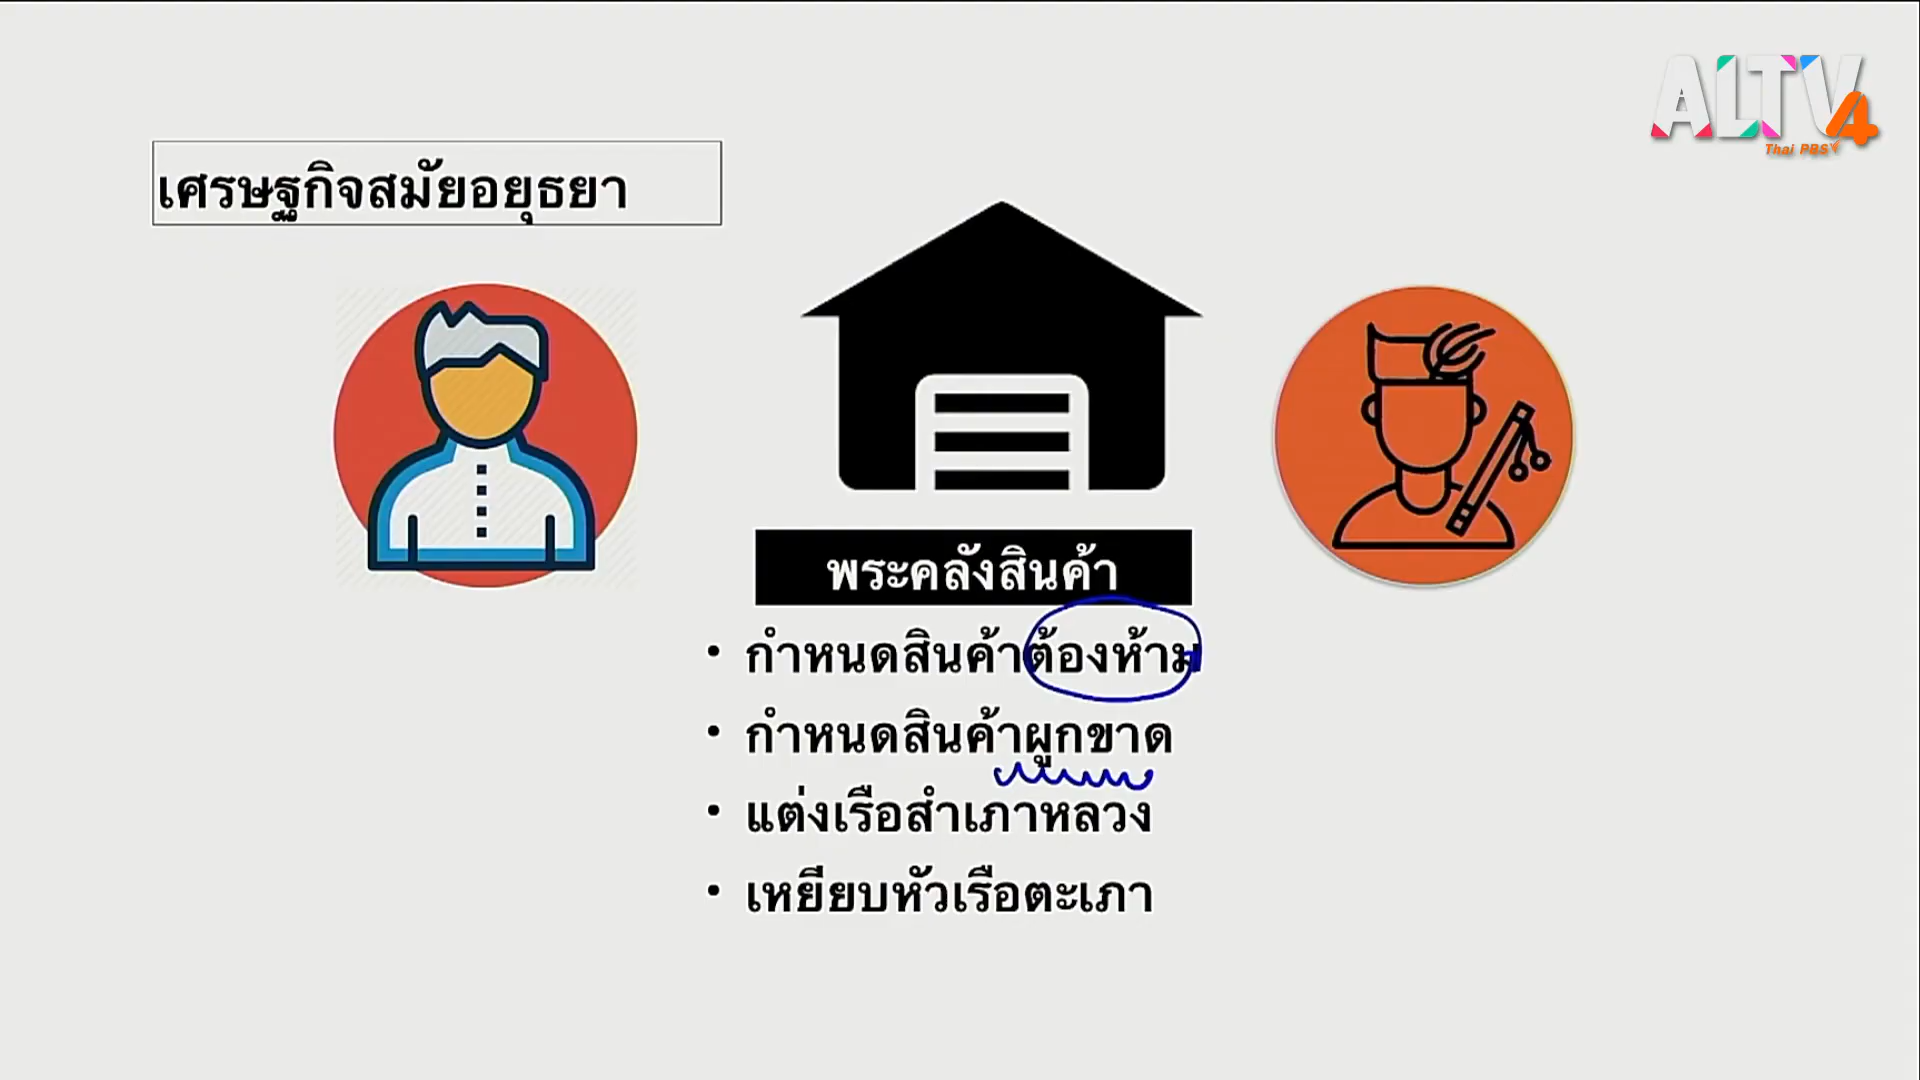 ALTV4
Thai PBS
เศรษฐกิจสมัยอยุธยา
พระคลังสินค้า
• กำหนดสินค้าต้องห้าม
• กำหนดสินค้าผูกขาด
• แต่งเรือสำเภาหลวง
• เหยียบหัวเรือตะเภา